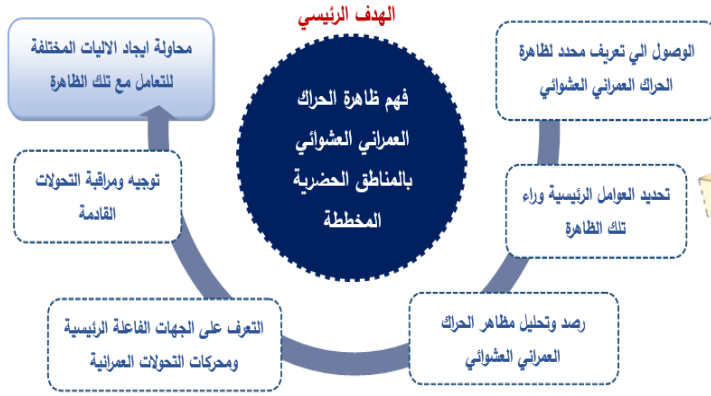 الهدف الرئيسي
فهم ظاهرة الحراك
العمراني العشوائي
بالمناطق الحضرية
المخططة
الوصول الي تعريف محدد لظاهرة
الحراك العمراني العشوائي
تحديد العوامل الرئيسية وراء
تلك الظاهرة
رصد وتحليل مظاهر الحراك
العمراني العشوائي
التعرف على الجهات الفاعلة الرئيسية
ومحركات التحولات العمرانية
توجيه ومراقبة التحولات
القادمة
محاولة ايجاد الاليات المختلفة
للتعامل مع تلك الظاهرة